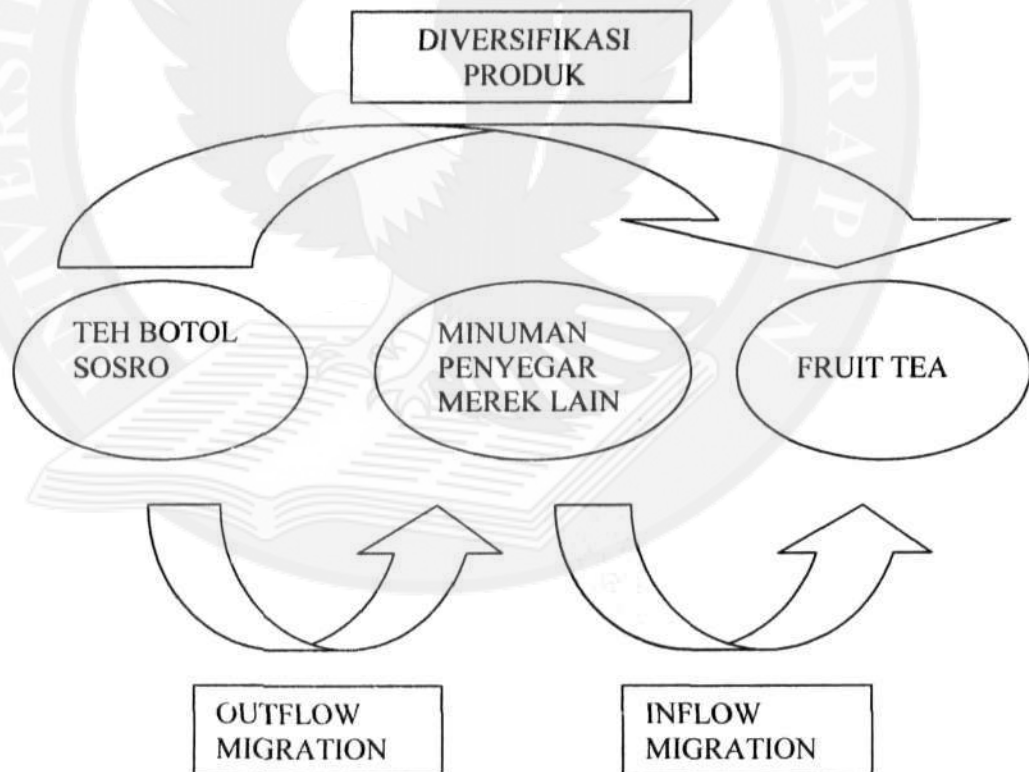 DIVERSIFIKASI
PRODUK
TEH BOTOL
SOSRO
MINUMAN
PENYEGAR
MEREK LAIN
FRUIT TEA
OUTFLOW
MIGRATION
INFLOW
MIGRATION